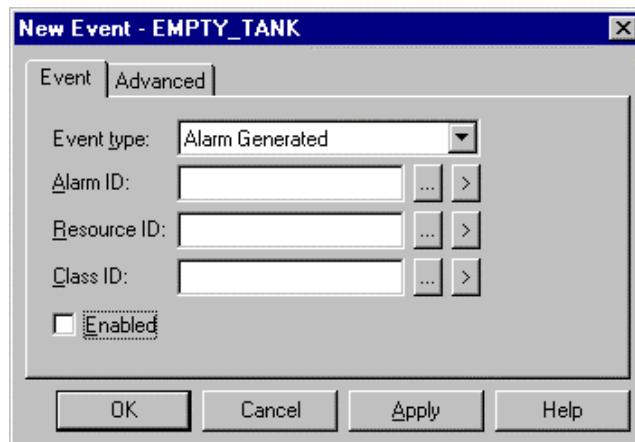 New Event - EMPTY_TANK
Event Advanced
Event type: Alarm Generated
Alarm ID: ... >
Resource ID: ... >
Class ID: ... >
Enabled
OK Cancel Apply Help